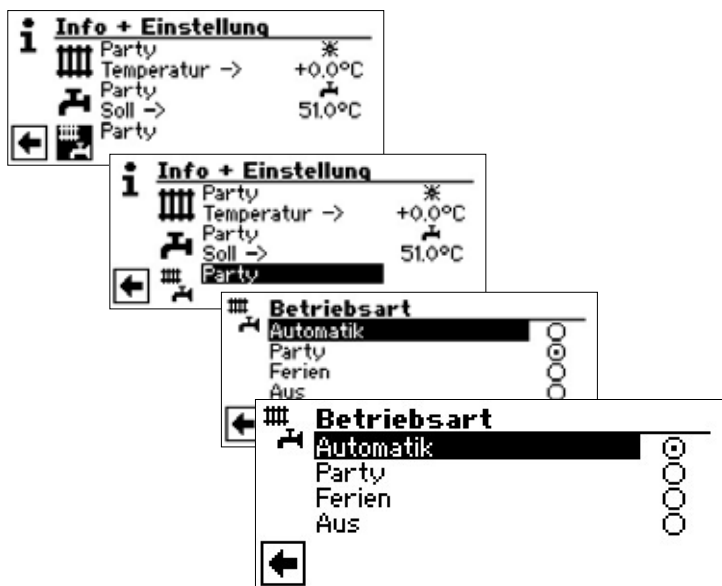 Info + Einstellung
Party
Temperatur -> +0.0°C
Party
Soll -> 51.0°C
Party
Info + Einstellung
Party
Temperatur -> +0.0°C
Party
Soll -> 51.0°C
Party
Betriebsart
Automatik
Party
Ferien
Aus
Betriebsart
Automatik
Party
Ferien
Aus